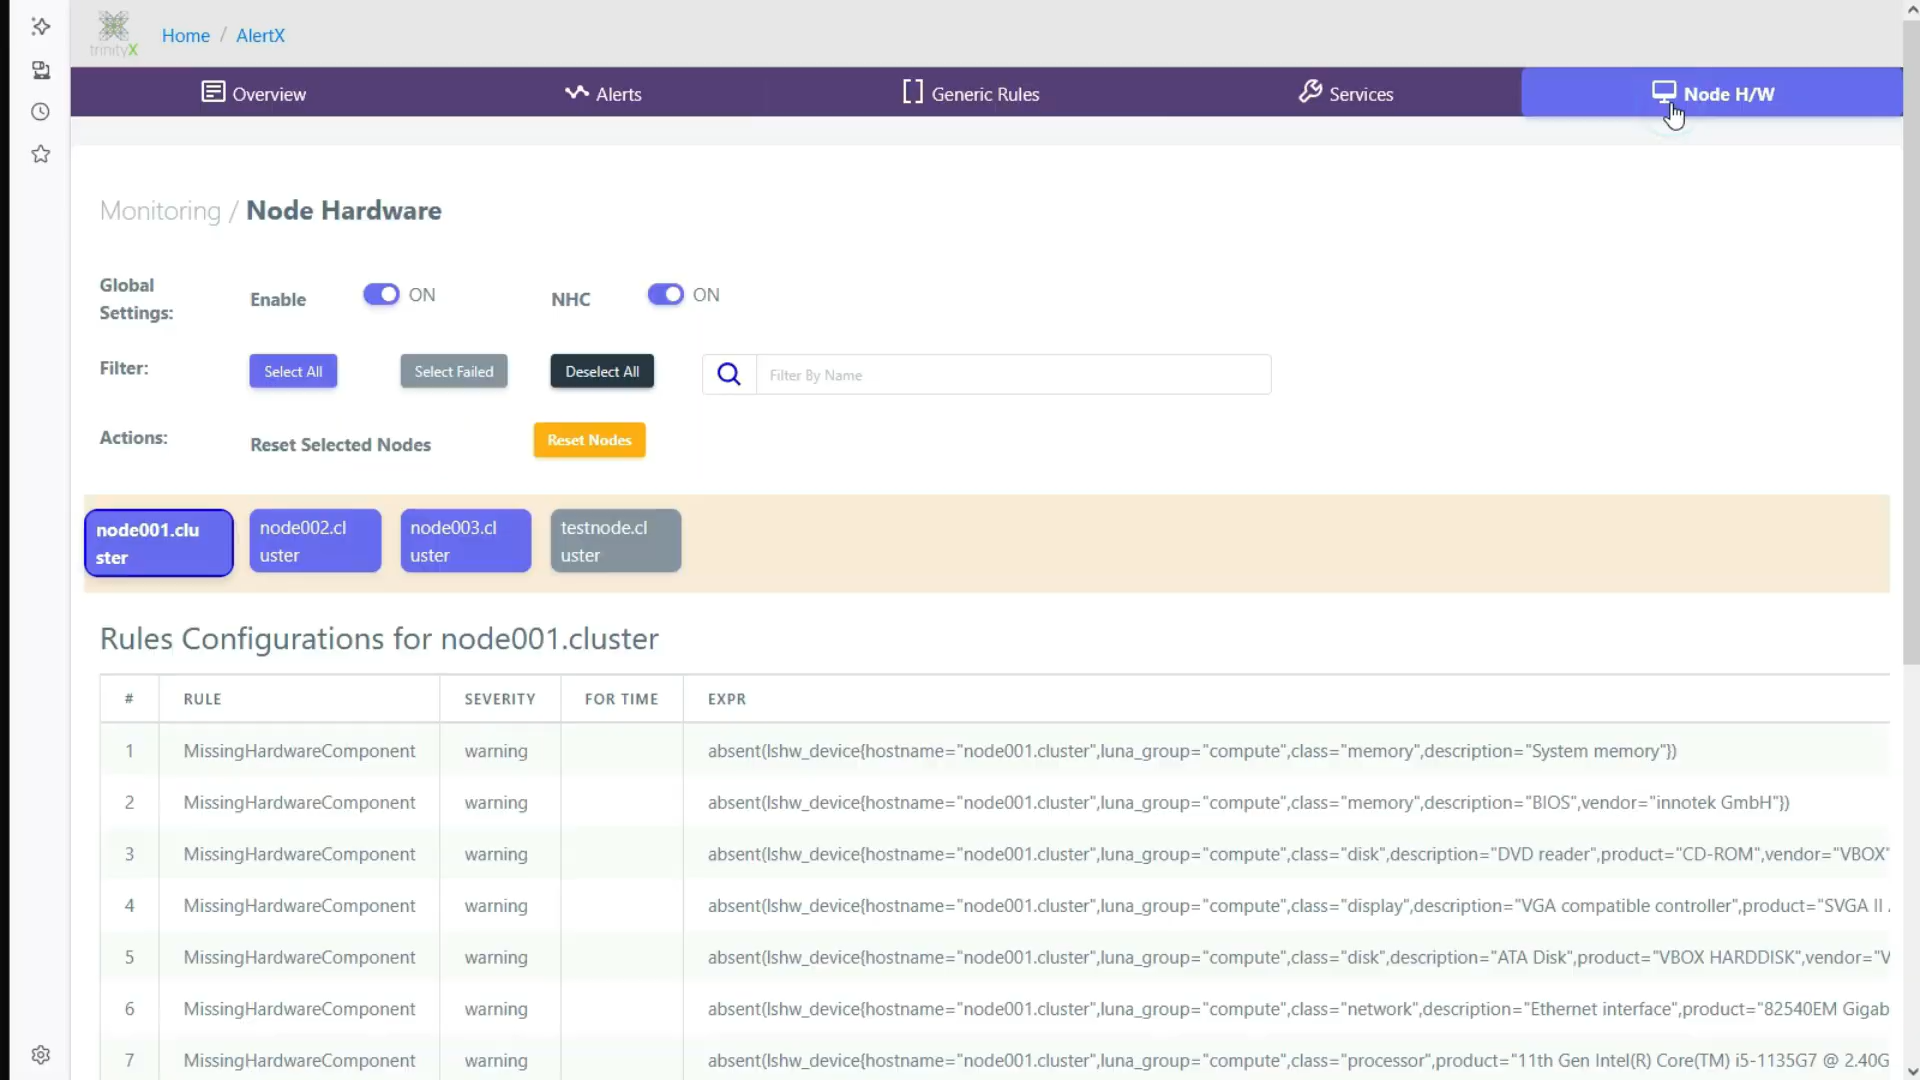 trinityX
Home / AlertX
Overview
Alerts
Generic Rules
Services
Node H/W
Monitoring / Node Hardware
Global
Settings:
Enable
ON
NHC
ON
Filter:
Select All
Select Failed
Deselect All
Filter By Name
Actions:
Reset Selected Nodes
Reset Nodes
node001.clu
ster
node002.cl
uster
node003.cl
uster
testnode.cl
uster
Rules Configurations for node001.cluster
# RULE SEVERITY FOR TIME EXPR
1 MissingHardwareComponent warning absent(lshw_device{hostname="node001.cluster",luna_group="compute",class="memory",description="System memory"})
2 MissingHardwareComponent warning absent(lshw_device{hostname="node001.cluster",luna_group="compute",class="memory",description="BIOS",vendor="innotek GmbH"})
3 MissingHardwareComponent warning absent(lshw_device{hostname="node001.cluster",luna_group="compute",class="disk",description="DVD reader",product="CD-ROM",vendor="VBOX"
4 MissingHardwareComponent warning absent(lshw_device{hostname="node001.cluster",luna_group="compute",class="display",description="VGA compatible controller",product="SVGA II
5 MissingHardwareComponent warning absent(lshw_device{hostname="node001.cluster",luna_group="compute",class="disk",description="ATA Disk",product="VBOX HARDDISK",vendor="V
6 MissingHardwareComponent warning absent(lshw_device{hostname="node001.cluster",luna_group="compute",class="network",description="Ethernet interface",product="82540EM Gigab
7 MissingHardwareComponent warning absent(lshw_device{hostname="node001.cluster",luna_group="compute",class="processor",product="11th Gen Intel(R) Core(TM) i5-1135G7 @ 2.40G